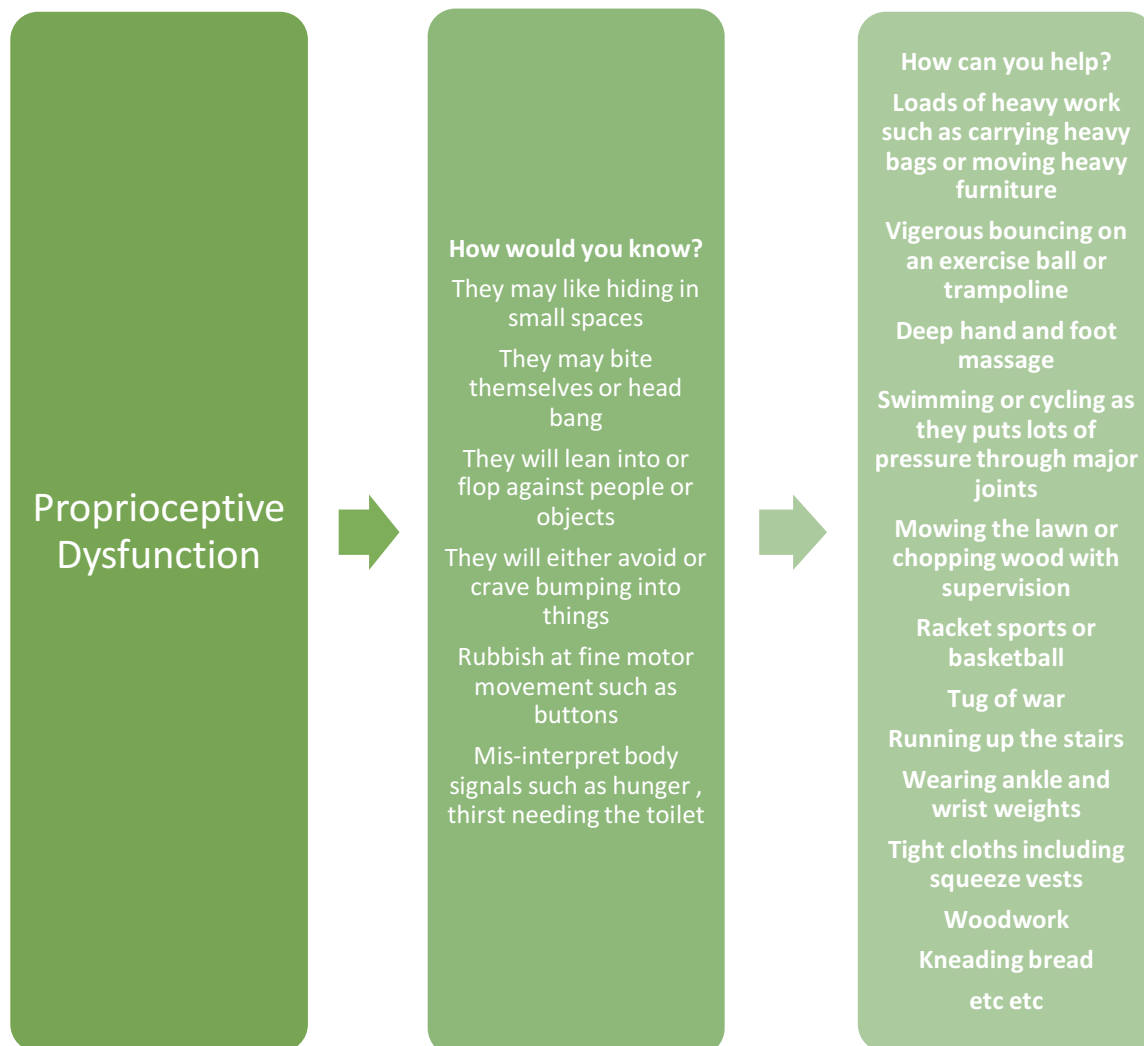 Proprioceptive
Dysfunction
How would you know?
They may like hiding in
small spaces
They may bite
themselves or head
bang
They will lean into or
flop against people or
objects
They will either avoid or
crave bumping into
things
Rubbish at fine motor
movement such as
buttons
Mis-interpret body
signals such as hunger ,
thirst needing the toilet
How can you help?
Loads of heavy work
such as carrying heavy
bags or moving heavy
furniture
Vigerous bouncing on
an exercise ball or
trampoline
Deep hand and foot
massage
Swimming or cycling as
they puts lots of
pressure through major
joints
Mowing the lawn or
chopping wood with
supervision
Racket sports or
basketball
Tug of war
Running up the stairs
Wearing ankle and
wrist weights
Tight cloths including
squeeze vests
Woodwork
Kneading bread
etc etc